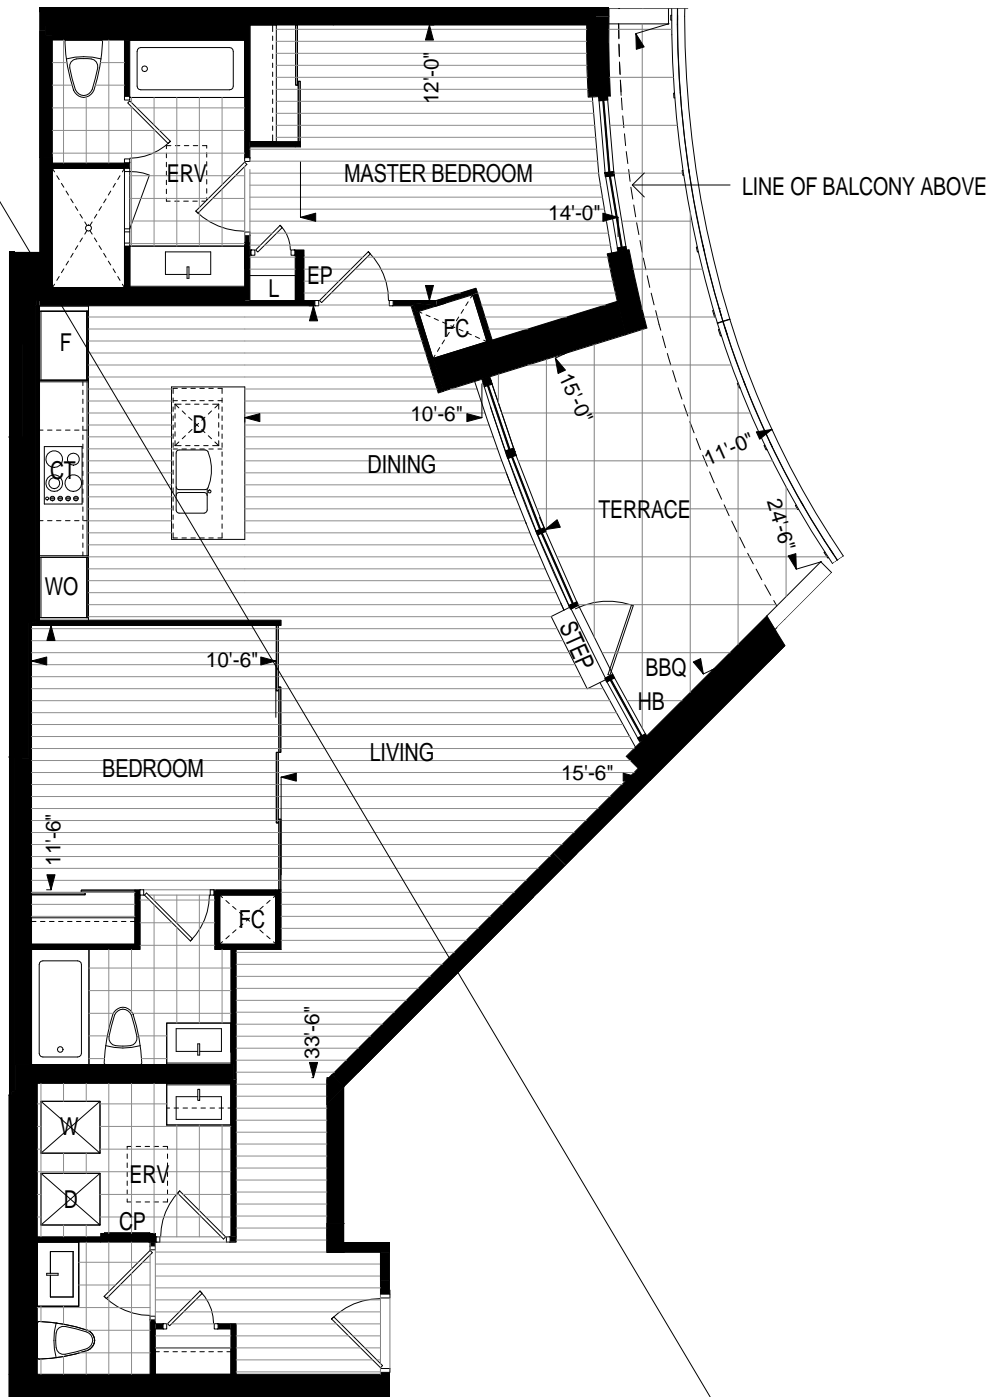 12'-0"
ERV
MASTER BEDROOM
LINE OF BALCONY ABOVE
14'-0"
EP
L
F
FC
15'-0"
10'-6"
D
11'-0"
CT
DINING
TERRACE
24'-6"
WO
STEP
10'-6"
BBQ
HB
LIVING
BEDROOM
15'-6"
11'-6"
FC
33'-6"
W
ERV
D
CP